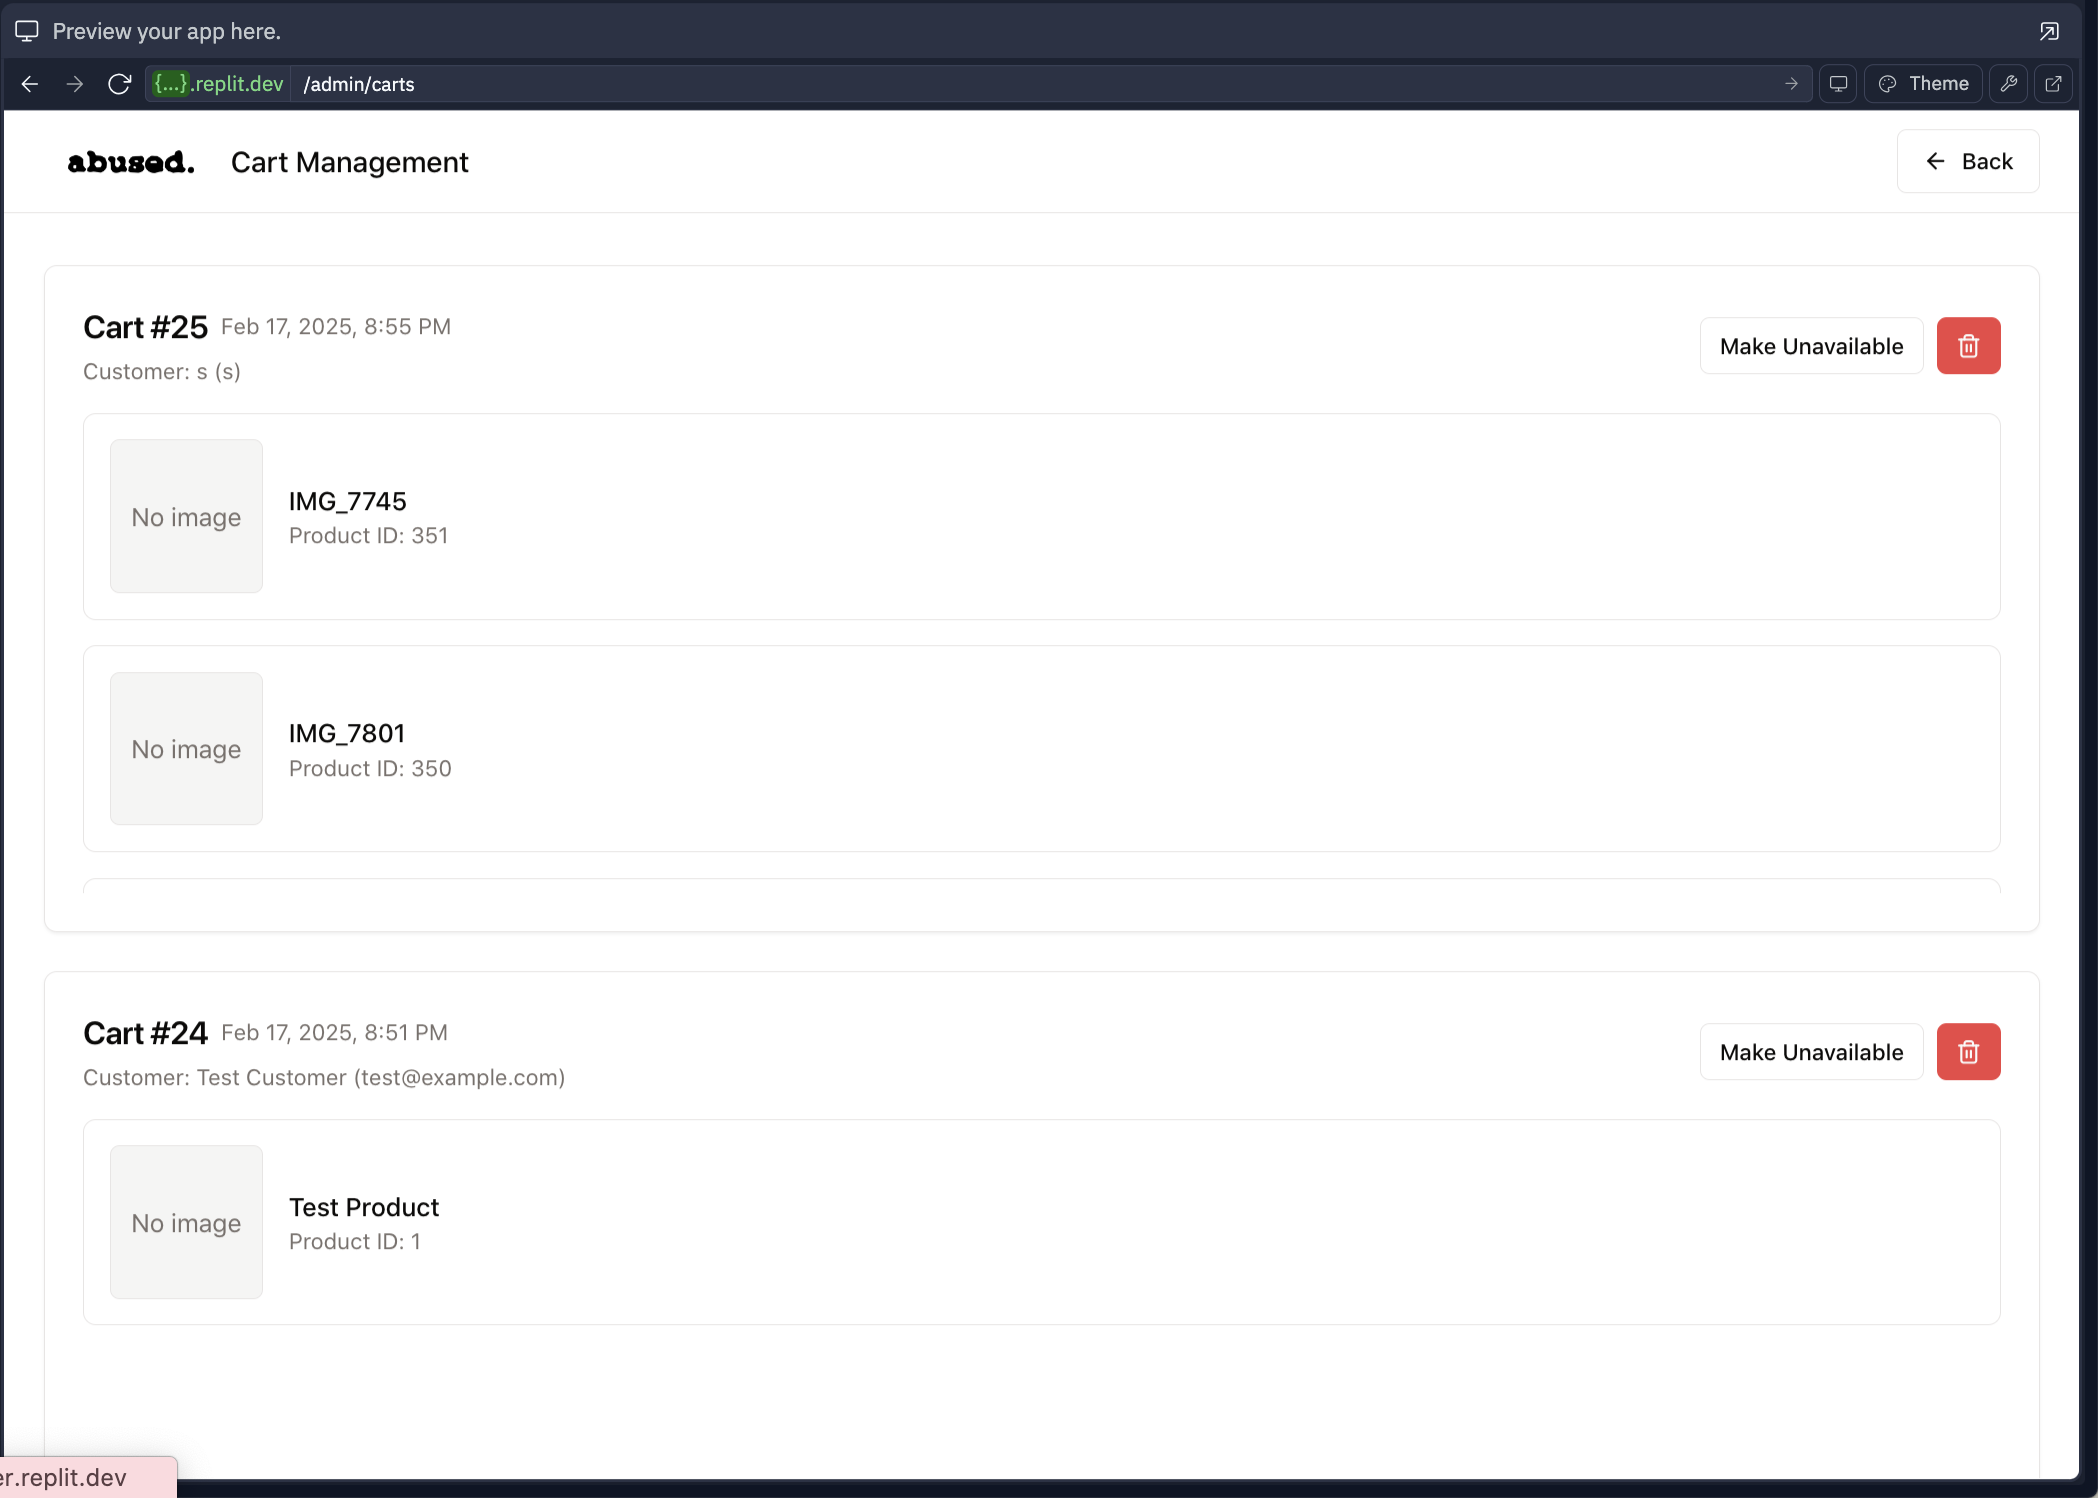 Preview your app here.
{...}.replit.dev /admin/carts
Theme
abused. Cart Management
Back
Cart #25 Feb 17, 2025, 8:55 PM
Customer: s (s)
Make Unavailable
No image
IMG_7745
Product ID: 351
No image
IMG_7801
Product ID: 350
Cart #24 Feb 17, 2025, 8:51 PM
Customer: Test Customer (test@example.com)
Make Unavailable
No image
Test Product
Product ID: 1
er.replit.dev